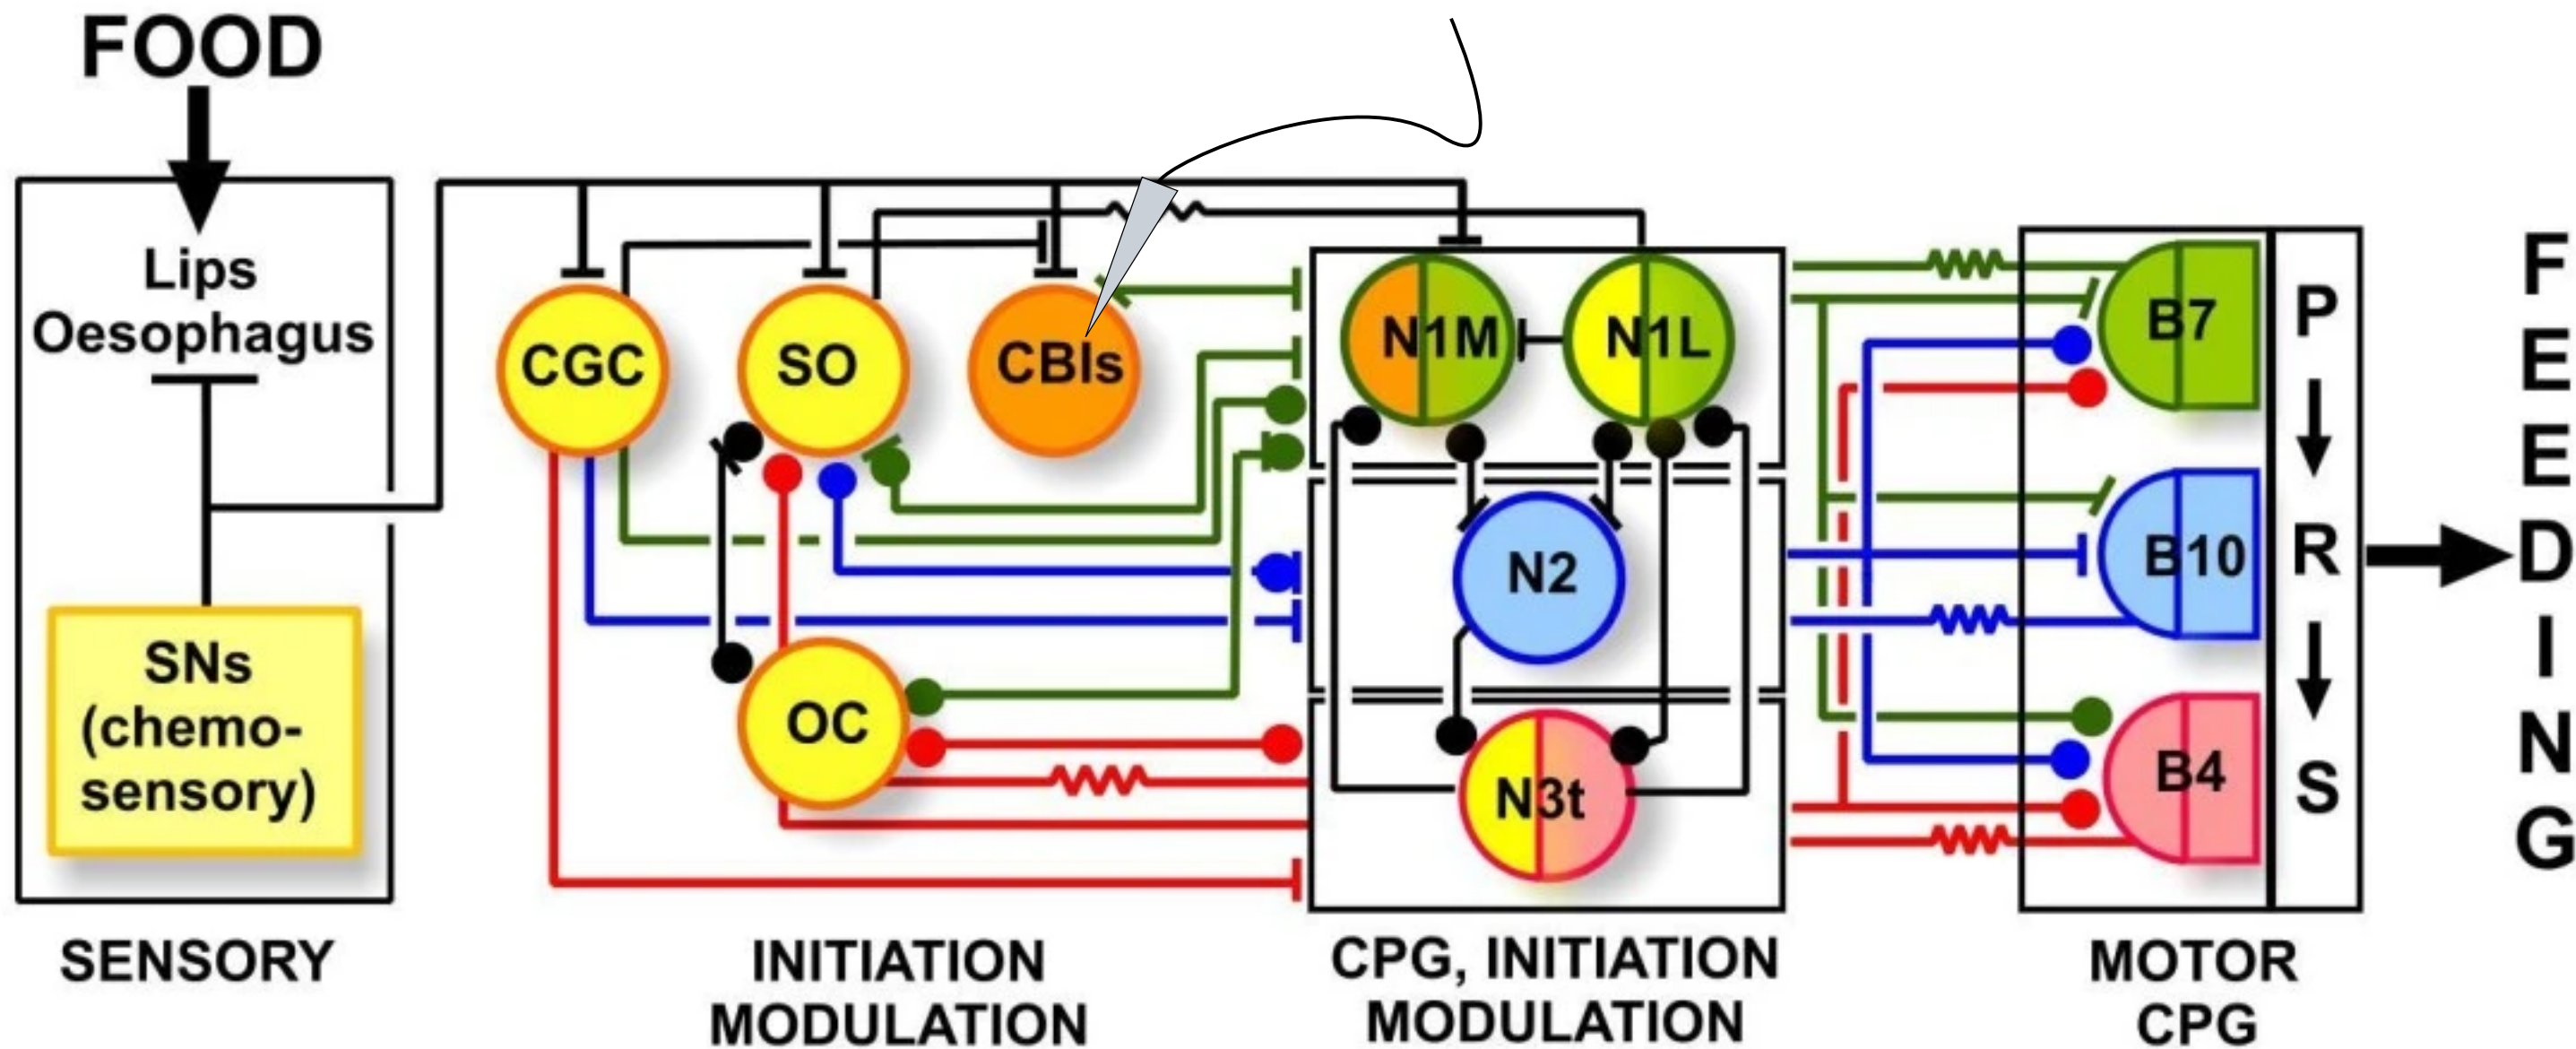 FOOD
Lips
Oesophagus
SNs
(chemo-
sensory)
SENSORY
CGC
SO
CBIs
OC
INITIATION
MODULATION
N1M
N1L
N2
N3t
CPG, INITIATION
MODULATION
B7
B10
B4
MOTOR
CPG
P
R
S
F
E
E
D
I
N
G